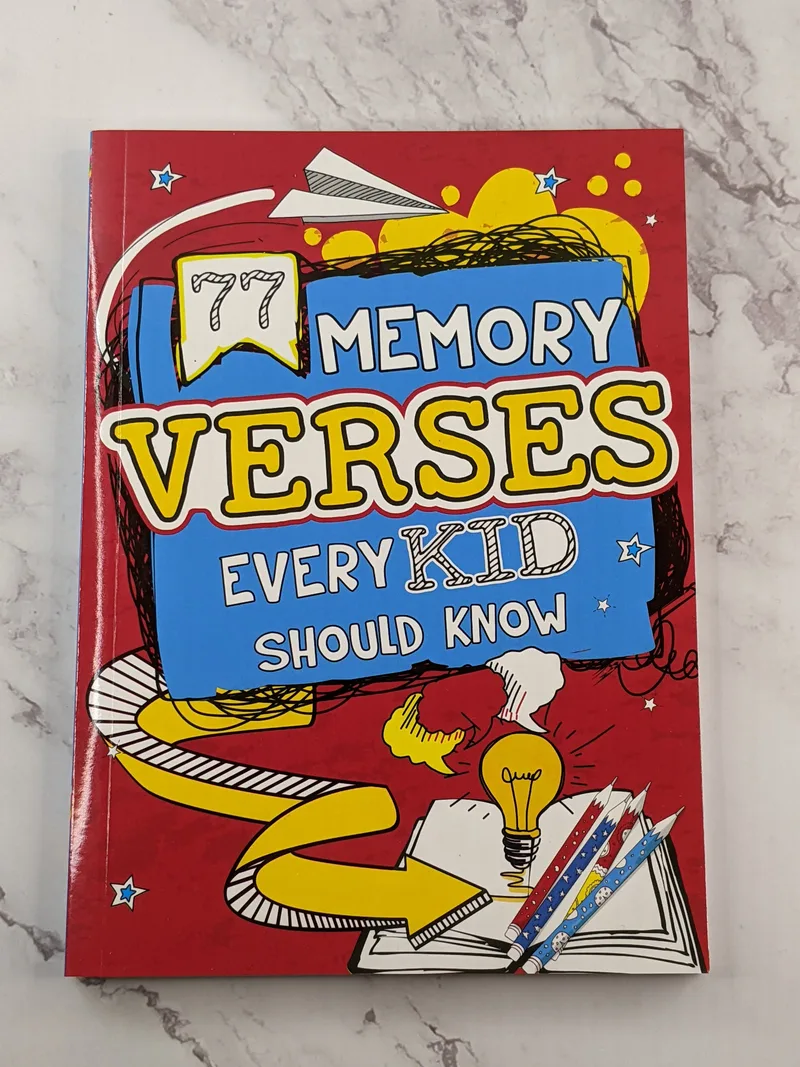 77 MEMORY
VERSES
EVERY KID
SHOULD KNOW